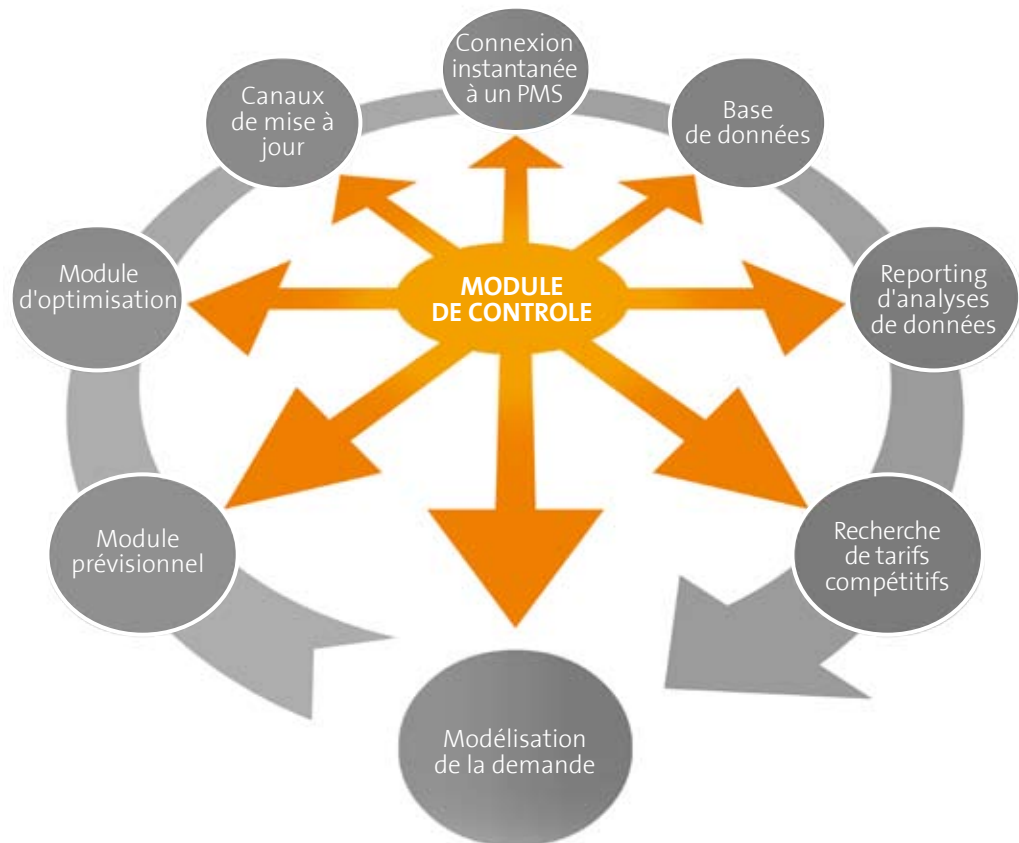 Connexion
instantanée
à un PMS
Canaux
de mise à
jour
Base
de données
Module
d'optimisation
MODULE
DE CONTROLE
Reporting
d'analyses
de données
Module
prévisionnel
Recherche
de tarifs
compétitifs
Modélisation
de la demande